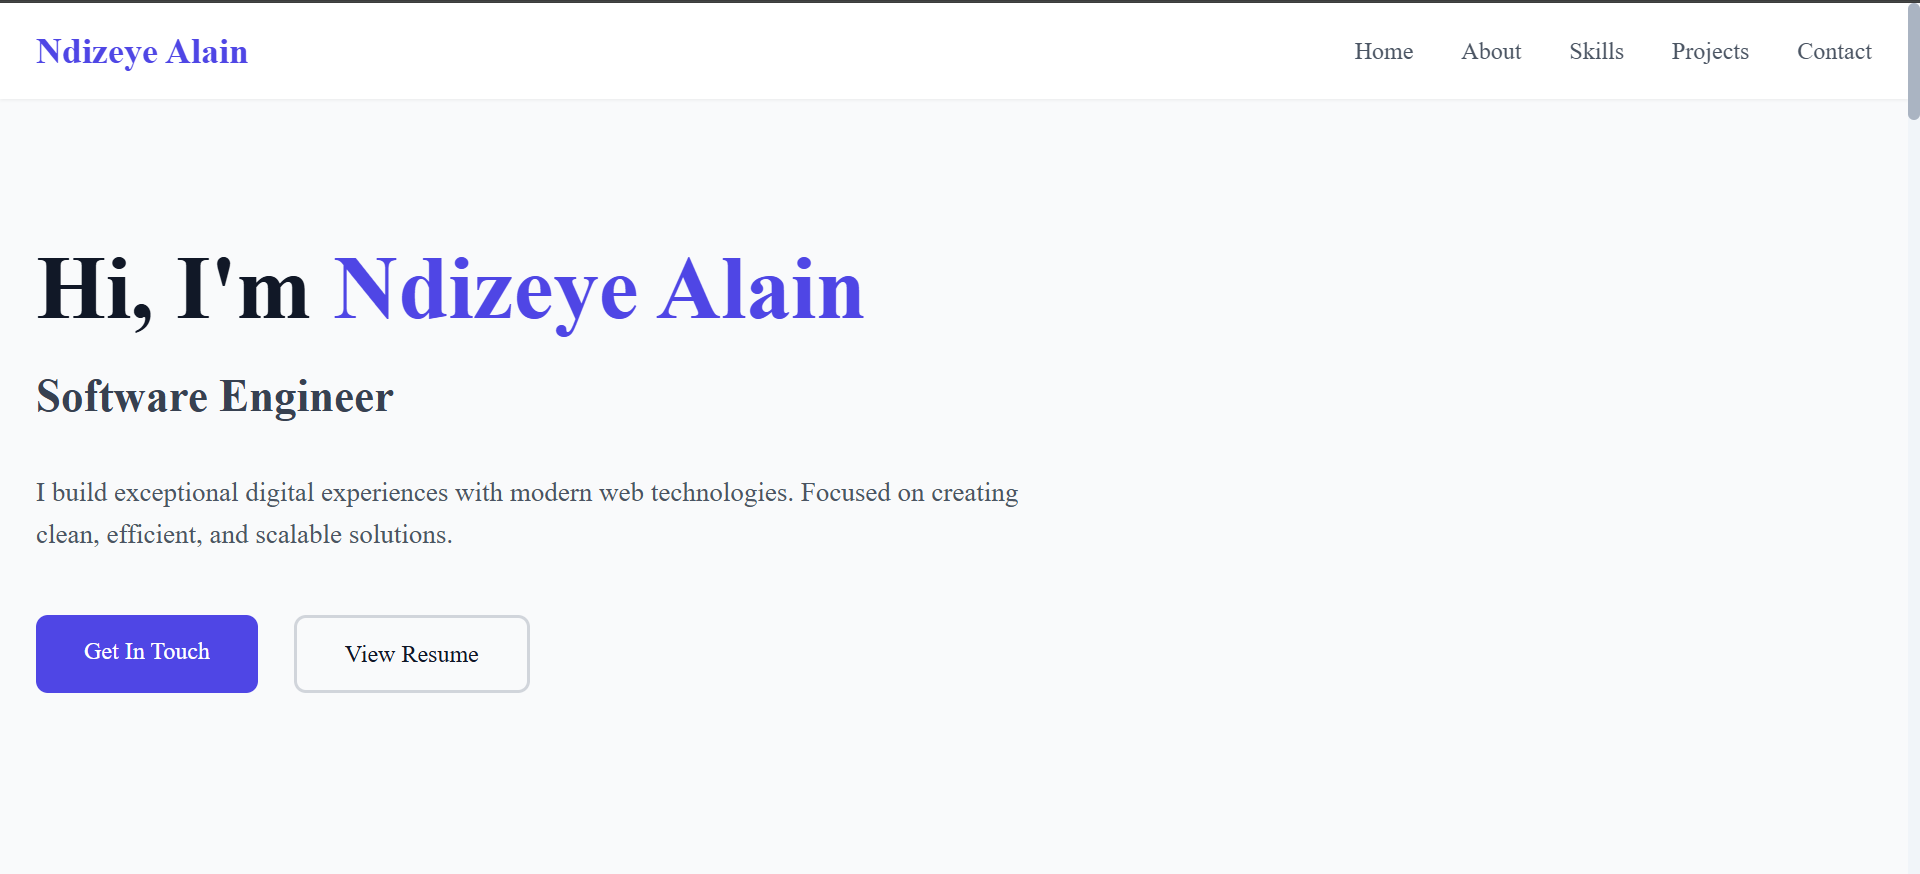 Ndizeye Alain
Home About Skills Projects Contact
Hi, I'm Ndizeye Alain
Software Engineer
I build exceptional digital experiences with modern web technologies. Focused on creating
clean, efficient, and scalable solutions.
Get In Touch
View Resume